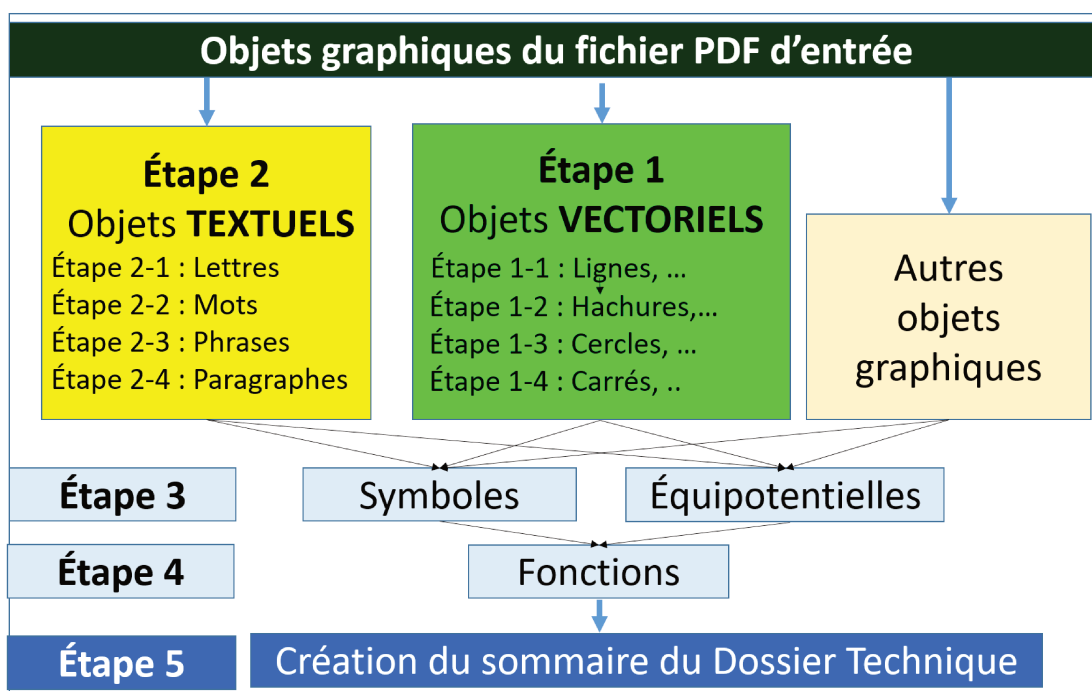 Objets graphiques du fichier PDF d’entrée
Étape 2
Objets TEXTUELS
Étape 2-1 : Lettres
Étape 2-2 : Mots
Étape 2-3 : Phrases
Étape 2-4 : Paragraphes
Étape 1
Objets VECTORIELS
Étape 1-1 : Lignes, ...
Étape 1-2 : Hachures,...
Étape 1-3 : Cercles, ...
Étape 1-4 : Carrés, ..
Autres
objets
graphiques
Étape 3
Symboles
Équipotentielles
Étape 4
Fonctions
Étape 5
Création du sommaire du Dossier Technique